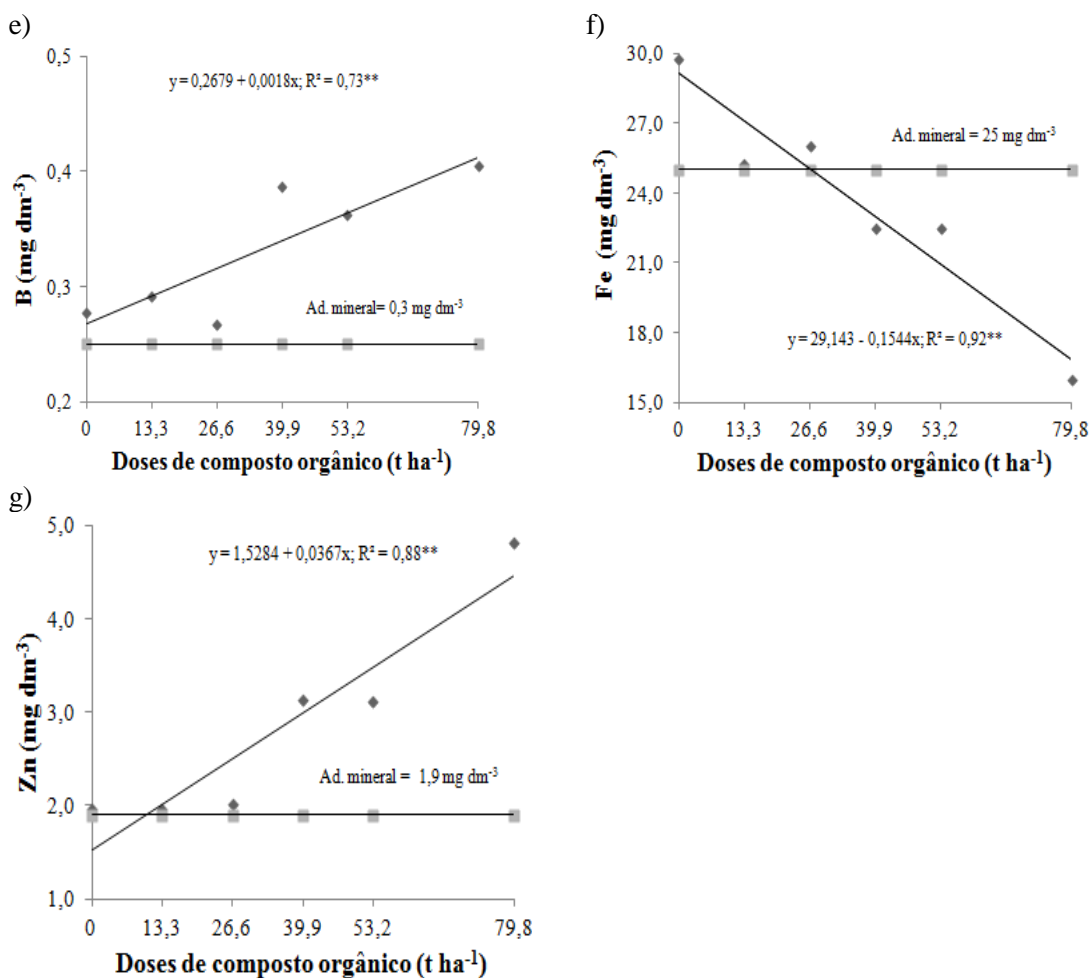 e)
0,5
0,4
0,3
0,2
B (mg dm⁻³)
y = 0,2679 + 0,0018x; R² = 0,73**
Ad. mineral= 0,3 mg dm⁻³
0 13,3 26,6 39,9 53,2 79,8
Doses de composto orgânico (t ha⁻¹)
f)
30,0
27,0
24,0
21,0
18,0
15,0
Fe (mg dm⁻³)
Ad. mineral = 25 mg dm⁻³
y = 29,143 - 0,1544x; R² = 0,92**
0 13,3 26,6 39,9 53,2 79,8
Doses de composto orgânico (t ha⁻¹)
g)
5,0
4,0
3,0
2,0
1,0
Zn (mg dm⁻³)
y = 1,5284 + 0,0367x; R² = 0,88**
Ad. mineral = 1,9 mg dm⁻³
0 13,3 26,6 39,9 53,2 79,8
Doses de composto orgânico (t ha⁻¹)